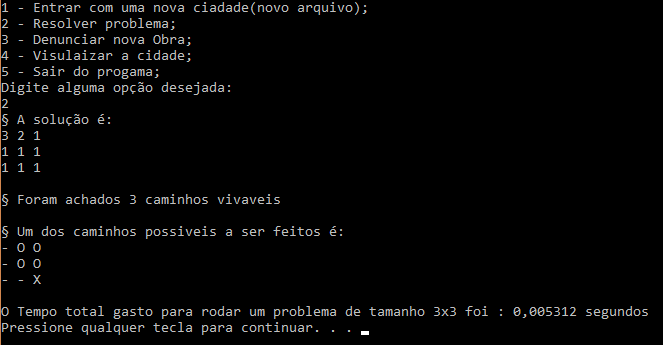 1 - Entrar com uma nova ciadade(novo arquivo);
2 - Resolver problema;
3 - Denunciar nova Obra;
4 - Visulaizar a cidade;
5 - Sair do progama;
Digite alguma opção desejada:
2
§ A solução é:
3 2 1
1 1 1
1 1 1
§ Foram achados 3 caminhos vivaveis
§ Um dos caminhos possiveis a ser feitos é:
- O O
- O O
- - X
O Tempo total gasto para rodar um problema de tamanho 3x3 foi : 0,005312 segundos
Pressione qualquer tecla para continuar. . .